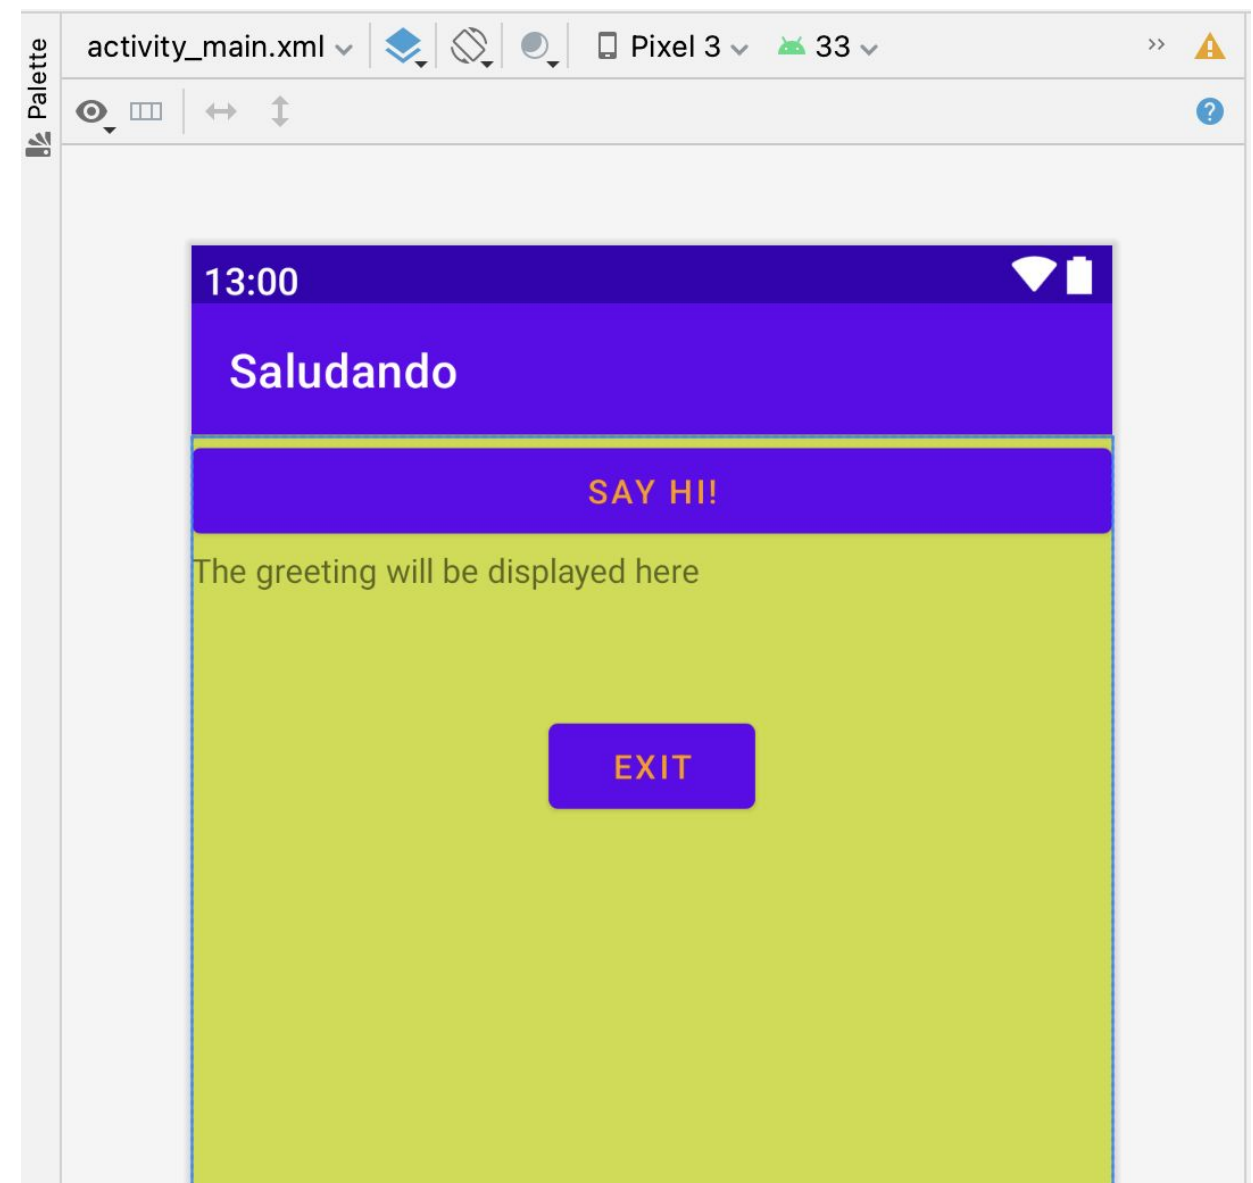 Palette
activity_main.xml Pixel 3 33
13:00
Saludando
SAY HI!
The greeting will be displayed here
EXIT